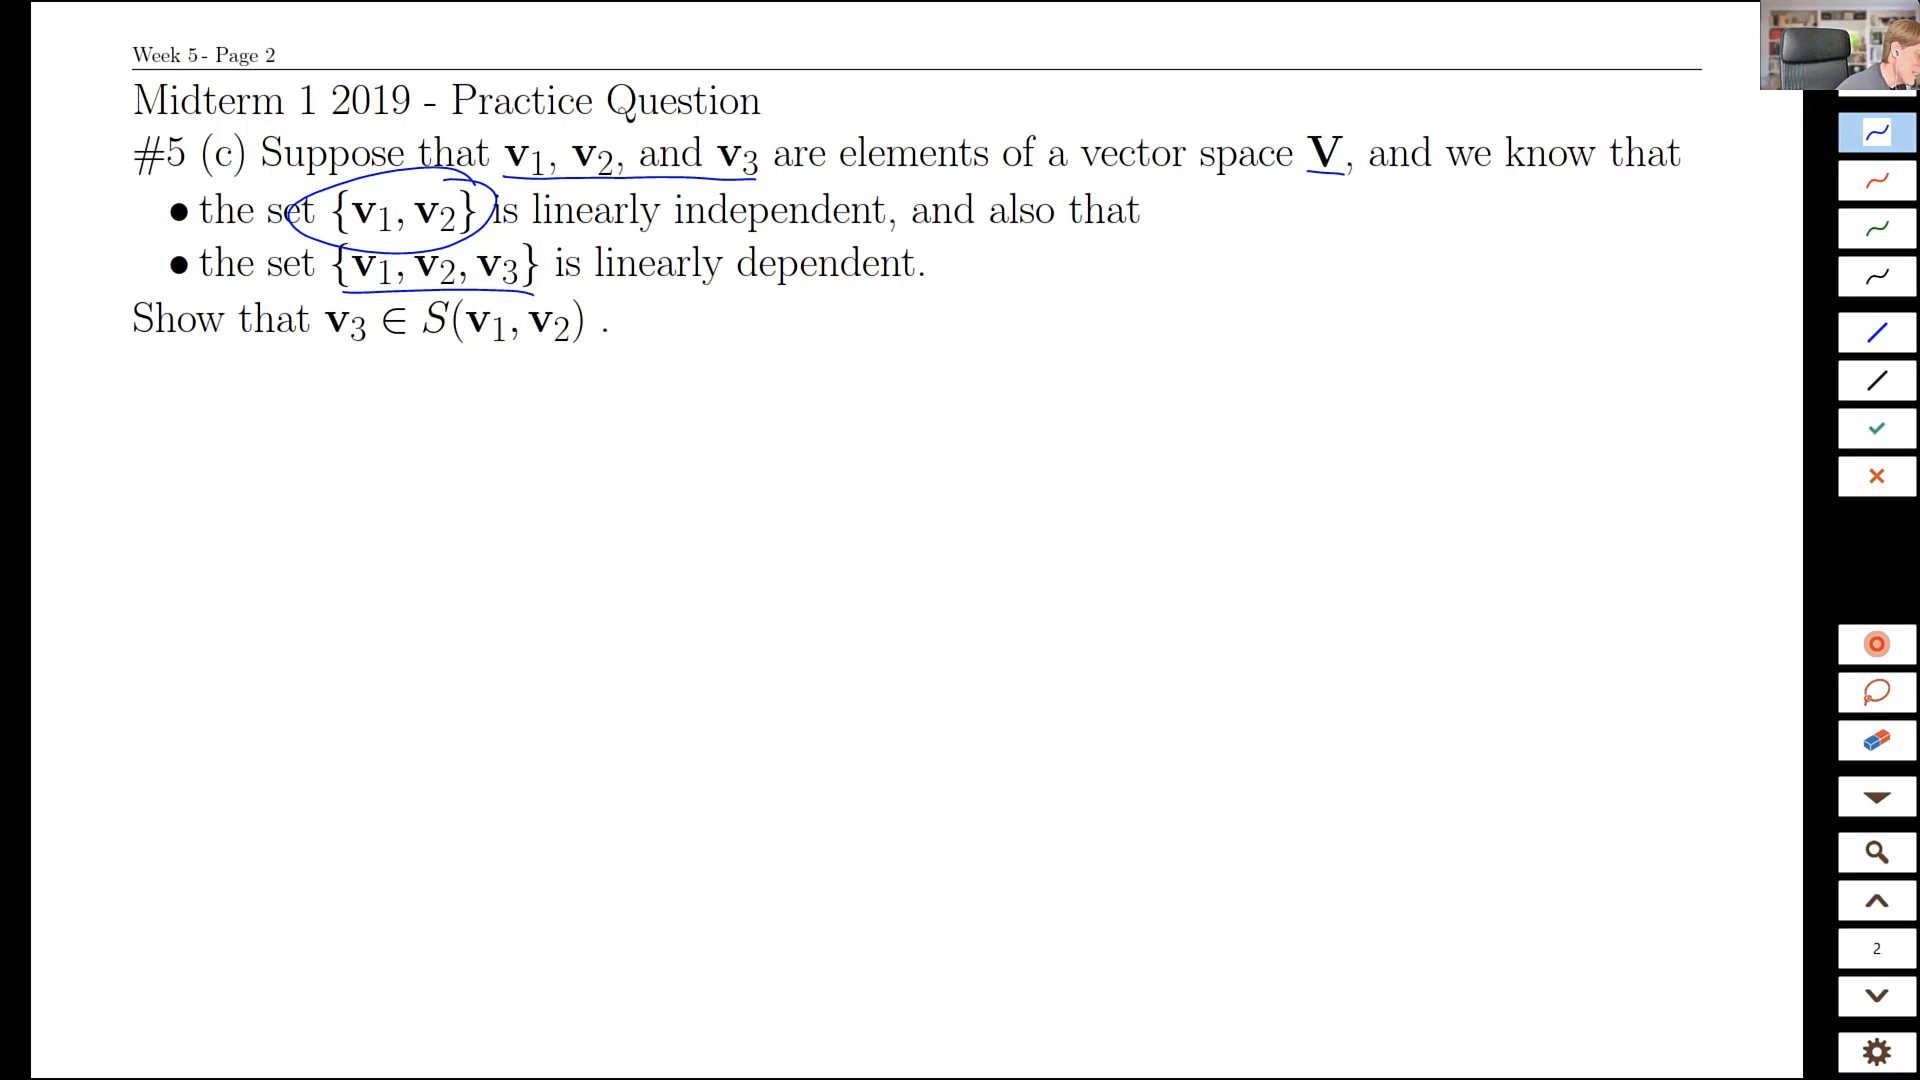 Week 5 - Page 2
Midterm 1 2019 - Practice Question
#5 (c) Suppose that v₁, v₂, and v₃ are elements of a vector space V, and we know that
• the set {v₁, v₂} is linearly independent, and also that
• the set {v₁, v₂, v₃} is linearly dependent.
Show that v₃ ∈ S(v₁, v₂) .
2